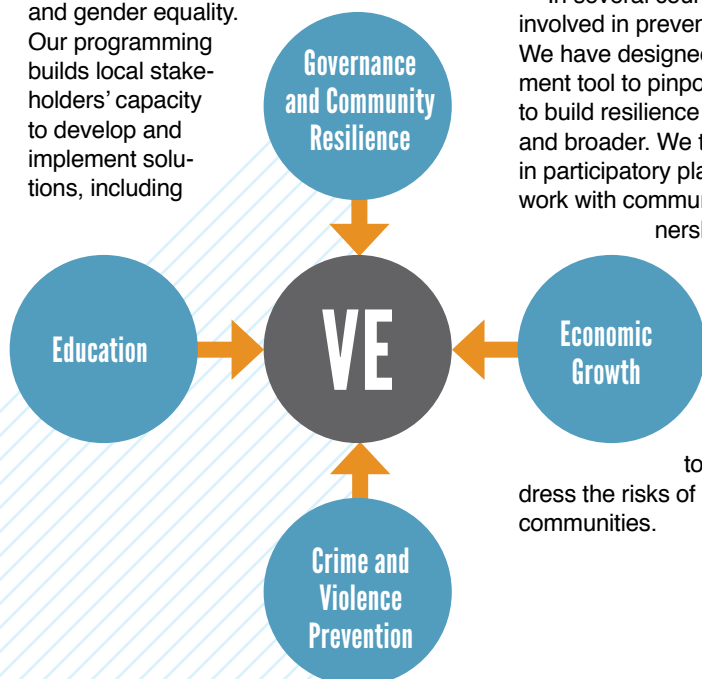 and gender equality.
Our programming
builds local stake-
holders’ capacity
to develop and
implement solu-
tions, including
Governance
and Community
Resilience
involved in preven
We have designed
ment tool to pinpo
to build resilience
and broader. We t
in participatory pla
work with commun
nersh
Education
VE
Economic
Growth
to
dress the risks of
communities.
Crime and
Violence
Prevention